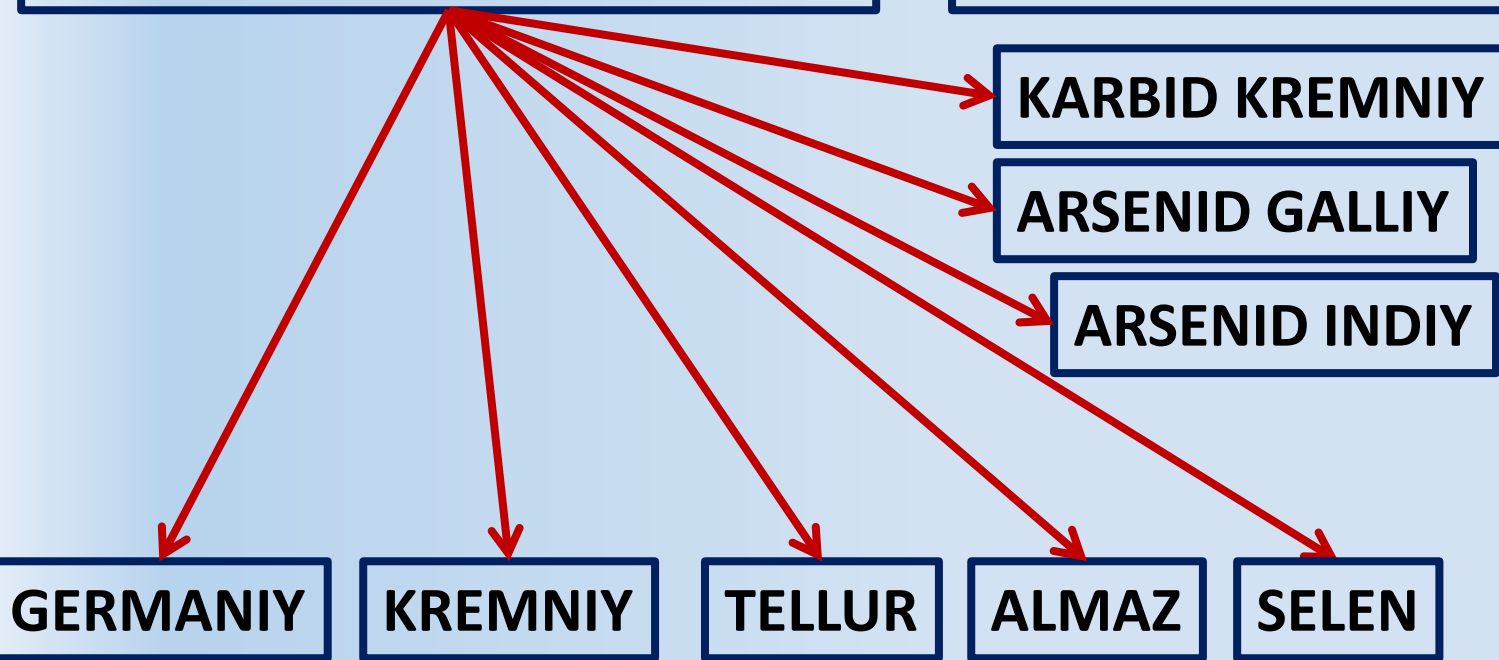 KARBID KREMNIY
ARSENID GALLIY
ARSENID INDIY
GERMANIY
KREMNIY
TELLUR
ALMAZ
SELEN